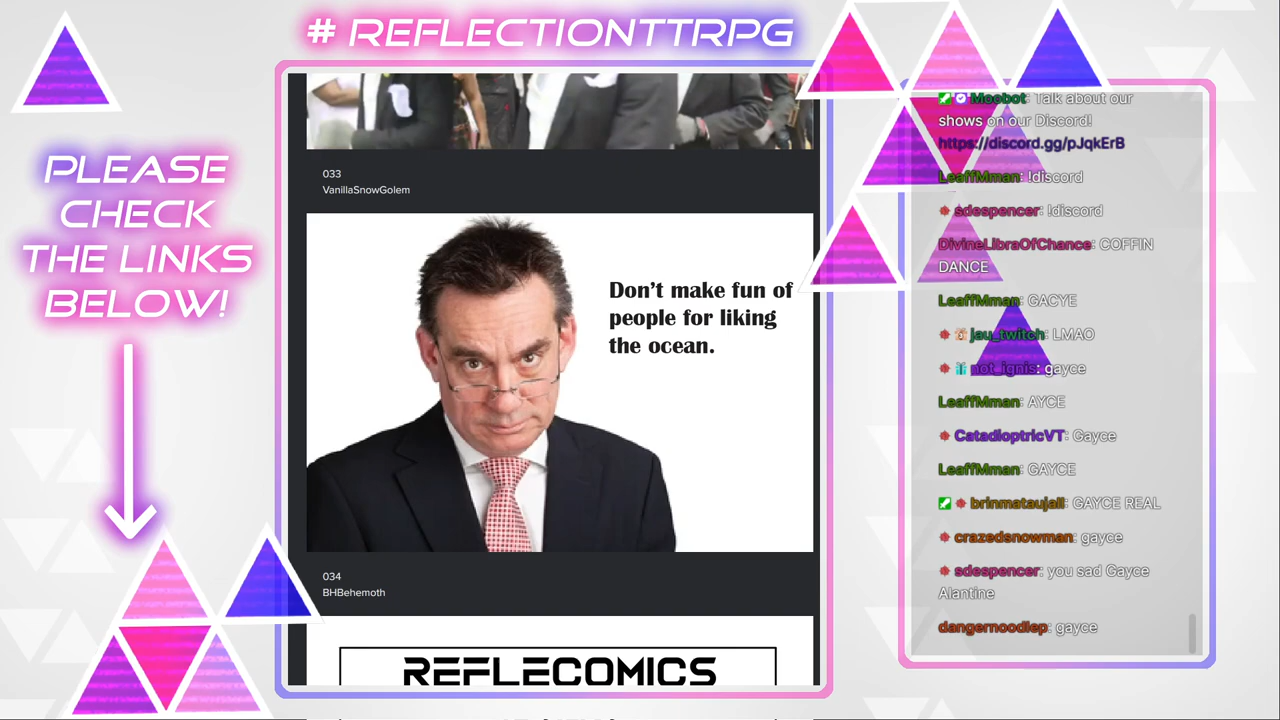 # REFLECTIONTTRPG
PLEASE
CHECK
THE LINKS
BELOW!
033
VanillaSnowGolem
Don't make fun of
people for liking
the ocean.
034
BHBehemoth
REFLECOMICS
Moobot: Talk about our
shows on our Discord!
https://discord.gg/pJqkErB
LeaffMman: !discord
sdespencer: !discord
DivineLibraOfChance: COFFIN
DANCE
LeaffMman: GACYE
jau_twitch: LMAO
not_ignis: gayce
LeaffMman: AYCE
CatadioptricVT: Gayce
LeaffMman: GAYCE
brinmataujali: GAYCE REAL
crazedsnowman: gayce
sdespencer: you sad Gayce
Alantine
dangernoodlep: gayce